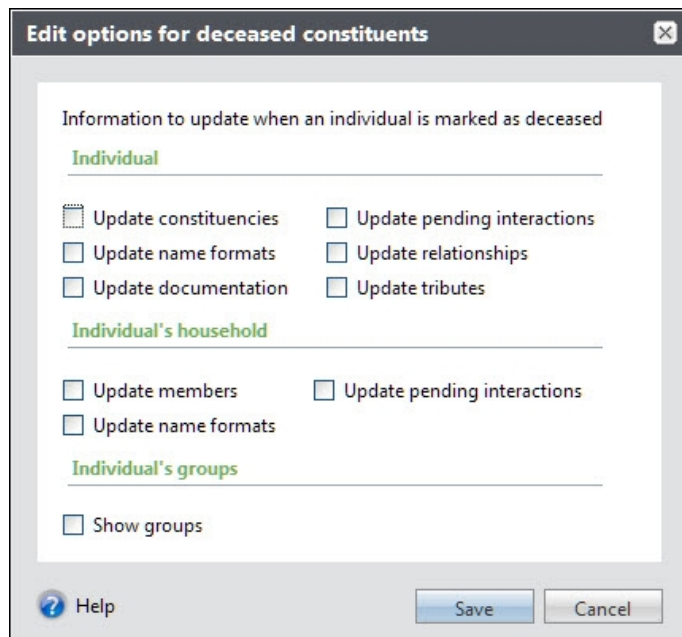 Edit options for deceased constituents
Information to update when an individual is marked as deceased
Individual
Update constituencies Update pending interactions
Update name formats Update relationships
Update documentation Update tributes
Individual's household
Update members Update pending interactions
Update name formats
Individual's groups
Show groups
? Help Save Cancel